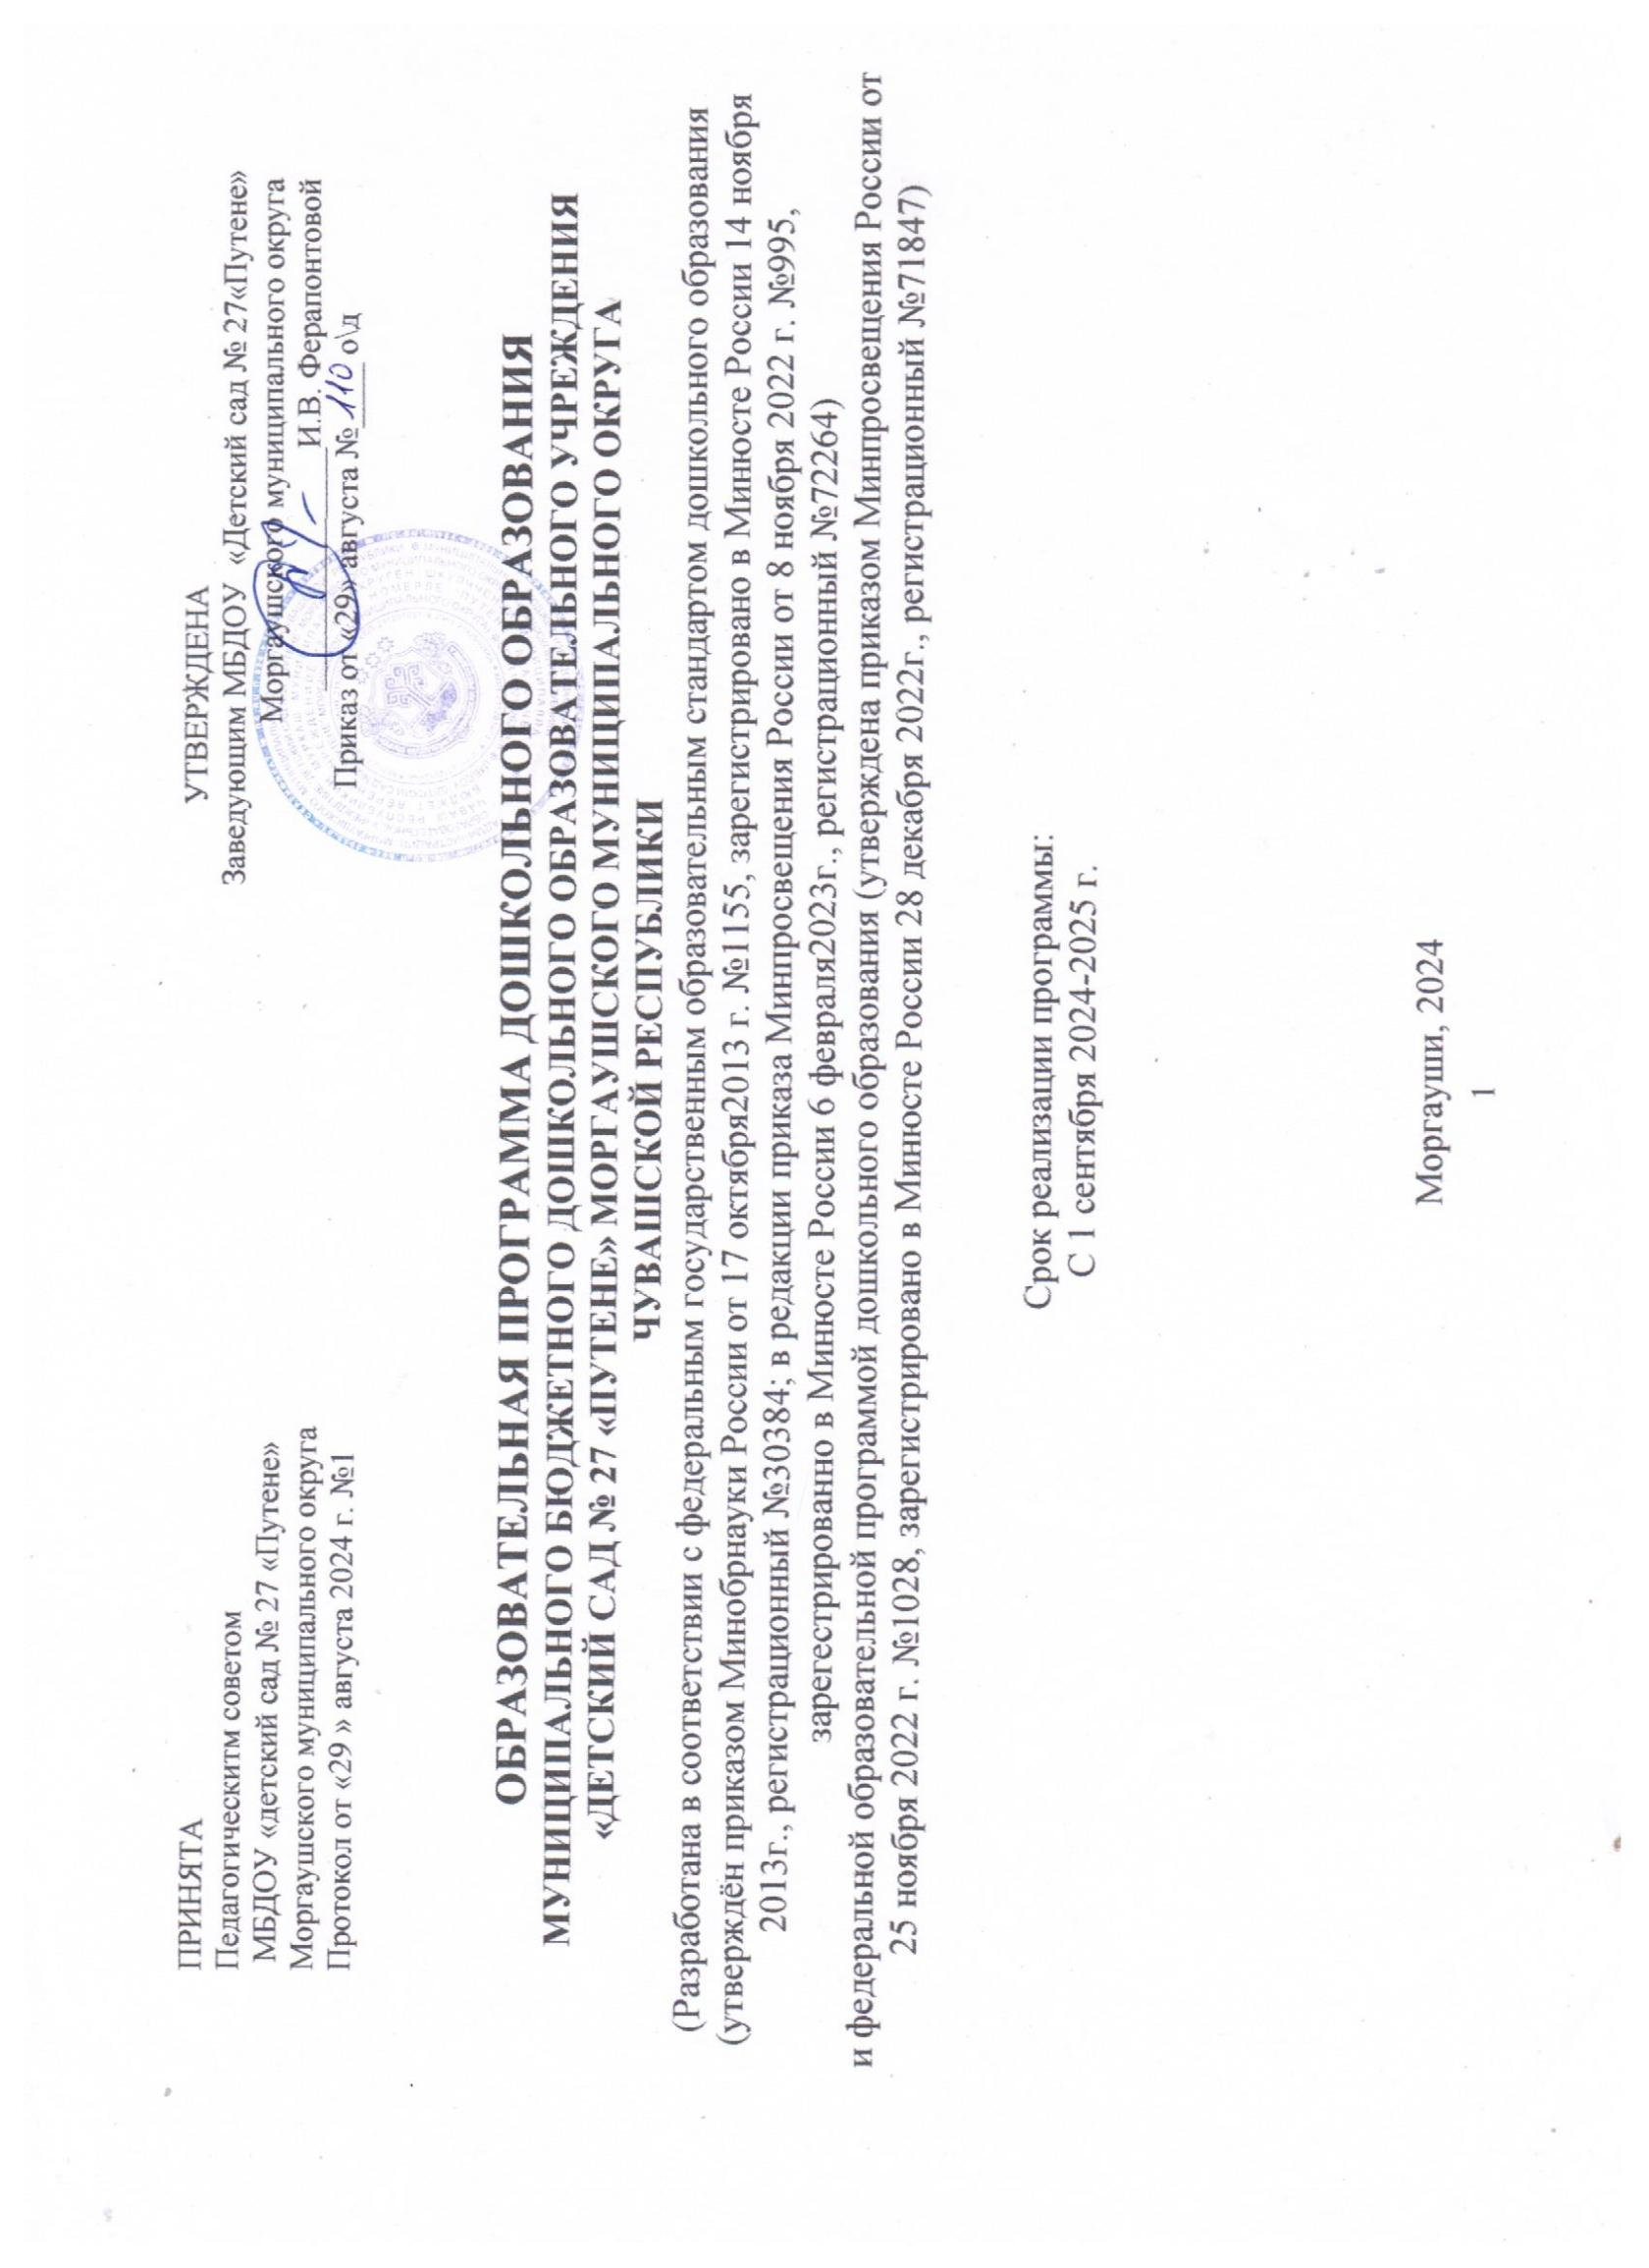 ПРИНЯТА
Педагогическитм советом
МБДОУ «детский сад № 27 «Путене»
Моргаушского муниципального округа
Протокол от «29 » августа 2024 г. №1
УТВЕРЖДЕНА
Заведующим МБДОУ «Детский сад № 27«Путене»
Моргаушского муниципального округа
И.В. Ферапонтовой
Приказ от «29» августа № 110 о\д
ОБРАЗОВАТЕЛЬНАЯ ПРОГРАММА ДОШКОЛЬНОГО ОБРАЗОВАНИЯ
МУНИЦИПАЛЬНОГО БЮДЖЕТНОГО ДОШКОЛЬНОГО ОБРАЗОВАТЕЛЬНОГО УЧРЕЖДЕНИЯ
«ДЕТСКИЙ САД № 27 «ПУТЕНЕ» МОРГАУШСКОГО МУНИЦИПАЛЬНОГО ОКРУГА
ЧУВАШСКОЙ РЕСПУБЛИКИ
(Разработана в соответствии с федеральным государственным образовательным стандартом дошкольного образования
(утверждён приказом Минобрнауки России от 17 октября2013 г. №1155, зарегистрировано в Минюсте России 14 ноября
2013г., регистрационный №30384; в редакции приказа Минпросвещения России от 8 ноября 2022 г. №995,
зарегестрированно в Минюсте России 6 февраля2023г., регистрационный №72264)
и федеральной образовательной программой дошкольного образования (утверждена приказом Минпросвещения России от
25 ноября 2022 г. №1028, зарегистрировано в Минюсте России 28 декабря 2022г., регистрационный №71847)
Срок реализации программы:
С 1 сентября 2024-2025 г.
Моргауши, 2024
1